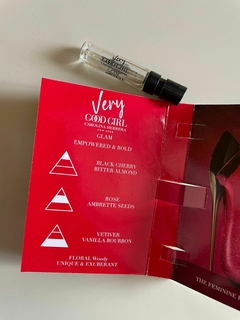 Very
GOOD GIRL
CAROLINA HERRERA
NEW YORK
GLAM
EMPOWERED & BOLD
BLACK CHERRY
BITTER ALMOND
ROSE
AMBRETTE SEEDS
VETIVER
VANILLA BOURBON
FLORAL Woody
UNIQUE & EXUBERANT
THE FEMININE